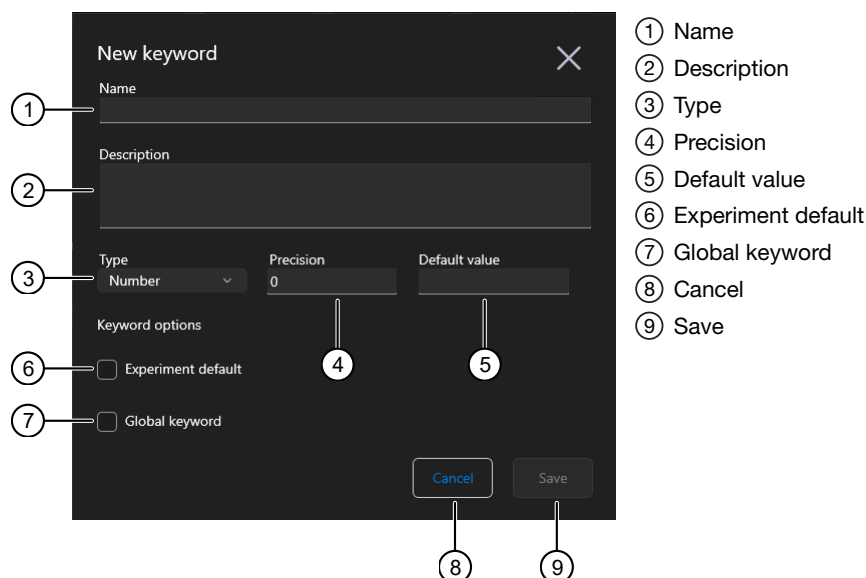 New keyword
Name
1
Description
2
Type Precision Default value
3 Number 0
Keyword options
4 5
6 Experiment default
7 Global keyword
Cancel Save
8 9
1 Name
2 Description
3 Type
4 Precision
5 Default value
6 Experiment default
7 Global keyword
8 Cancel
9 Save